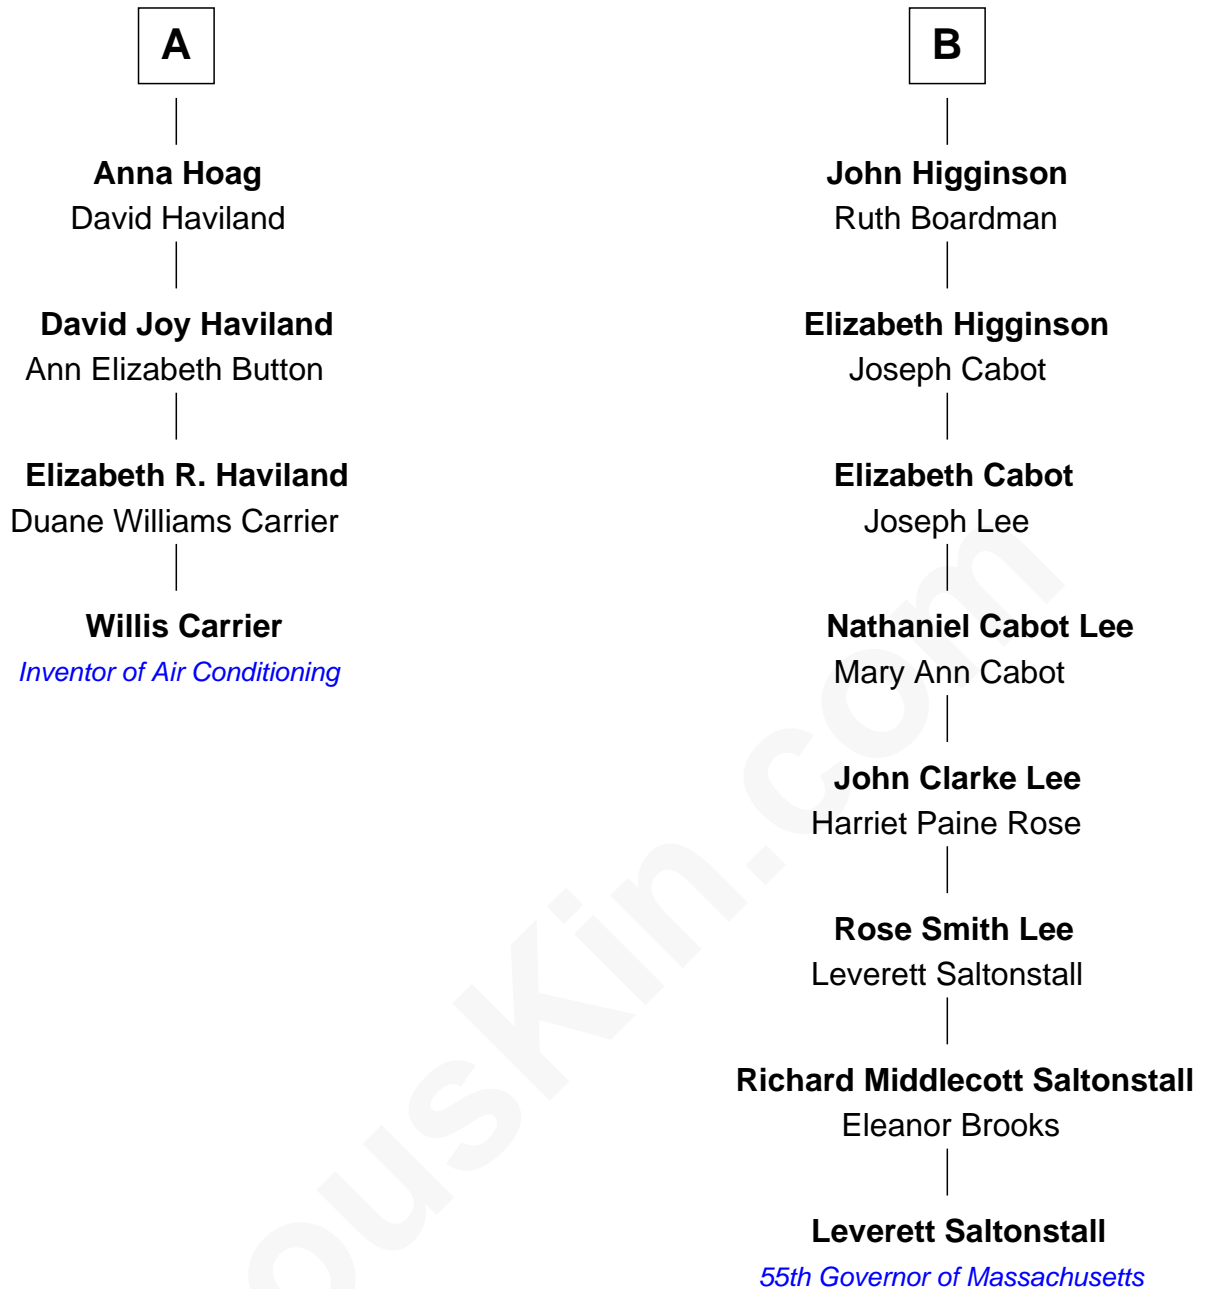 A
Anna Hoag
David Haviland
David Joy Haviland
Ann Elizabeth Button
Elizabeth R. Haviland
Duane Williams Carrier
Willis Carrier
Inventor of Air Conditioning
B
John Higginson
Ruth Boardman
Elizabeth Higginson
Joseph Cabot
Elizabeth Cabot
Joseph Lee
Nathaniel Cabot Lee
Mary Ann Cabot
John Clarke Lee
Harriet Paine Rose
Rose Smith Lee
Leverett Saltonstall
Richard Middlecott Saltonstall
Eleanor Brooks
Leverett Saltonstall
55th Governor of Massachusetts
ousKin.com